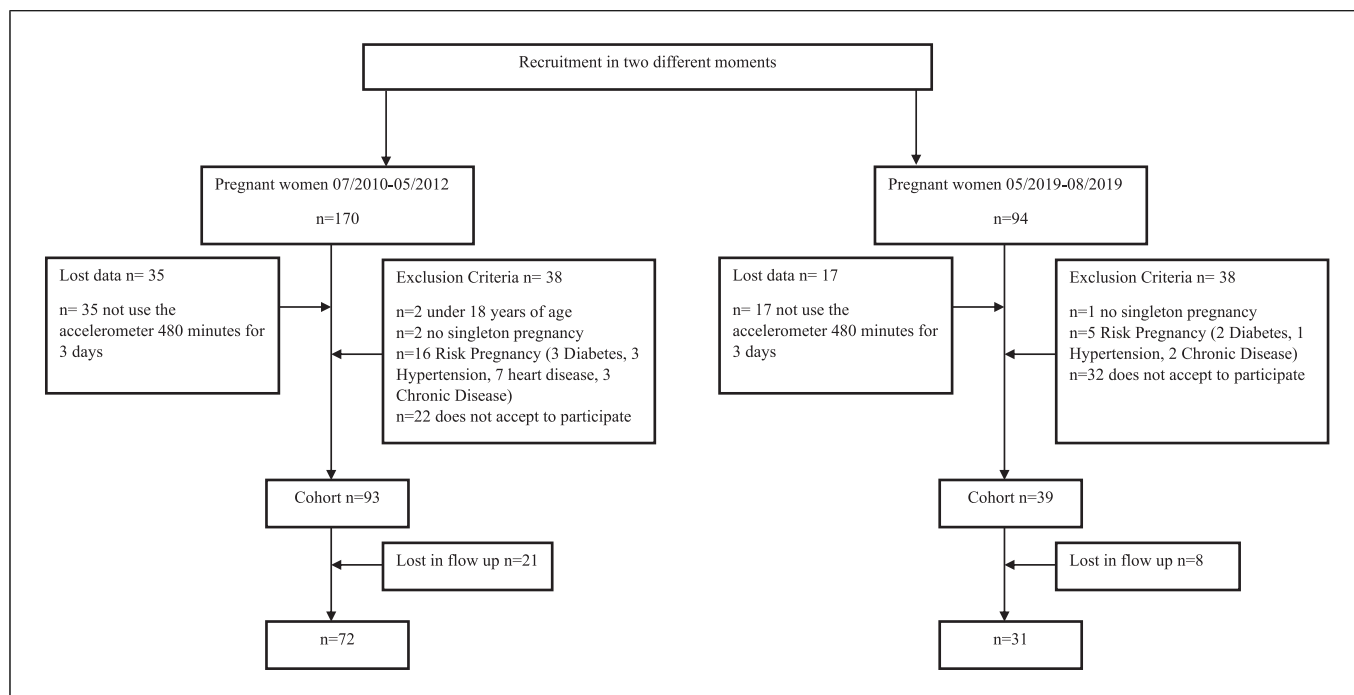 Recruitment in two different moments
Pregnant women 07/2010-05/2012
n=170
Lost data n= 35
n= 35 not use the
accelerometer 480 minutes for
3 days
Exclusion Criteria n= 38
n=2 under 18 years of age
n=2 no singleton pregnancy
n=16 Risk Pregnancy (3 Diabetes, 3
Hypertension, 7 heart disease, 3
Chronic Disease)
n=22 does not accept to participate
Cohort n=93
Lost in flow up n=21
n=72
Pregnant women 05/2019-08/2019
n=94
Lost data n= 17
n= 17 not use the
accelerometer 480 minutes for
3 days
Exclusion Criteria n= 38
n=1 no singleton pregnancy
n=5 Risk Pregnancy (2 Diabetes, 1
Hypertension, 2 Chronic Disease)
n=32 does not accept to participate
Cohort n=39
Lost in flow up n=8
n=31